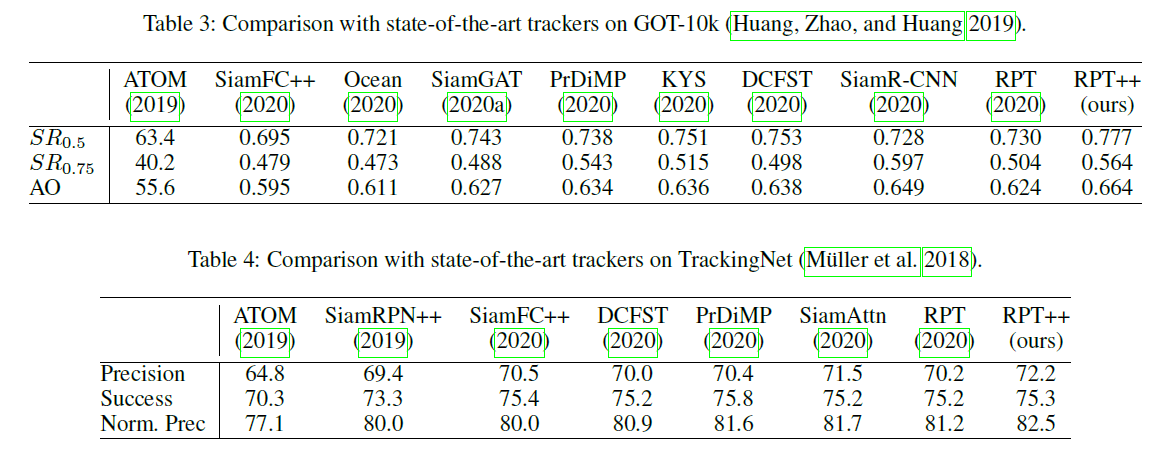 Table 3: Comparison with state-of-the-art trackers on GOT-10k (Huang, Zhao, and Huang 2019).
ATOM SiamFC++ Ocean SiamGAT PrDiMP KYS DCFST SiamR-CNN RPT RPT++
(2019) (2020) (2020) (2020a) (2020) (2020) (2020) (2020) (2020) (ours)
SR0.5 63.4 0.695 0.721 0.743 0.738 0.751 0.753 0.728 0.730 0.777
SR0.75 40.2 0.479 0.473 0.488 0.543 0.515 0.498 0.597 0.504 0.564
AO 55.6 0.595 0.611 0.627 0.634 0.636 0.638 0.649 0.624 0.664
Table 4: Comparison with state-of-the-art trackers on TrackingNet (Müller et al. 2018).
ATOM SiamRPN++ SiamFC++ DCFST PrDiMP SiamAttn RPT RPT++
(2019) (2019) (2020) (2020) (2020) (2020) (2020) (ours)
Precision 64.8 69.4 70.5 70.0 70.4 71.5 70.2 72.2
Success 70.3 73.3 75.4 75.2 75.8 75.2 75.2 75.3
Norm. Prec 77.1 80.0 80.0 80.9 81.6 81.7 81.2 82.5